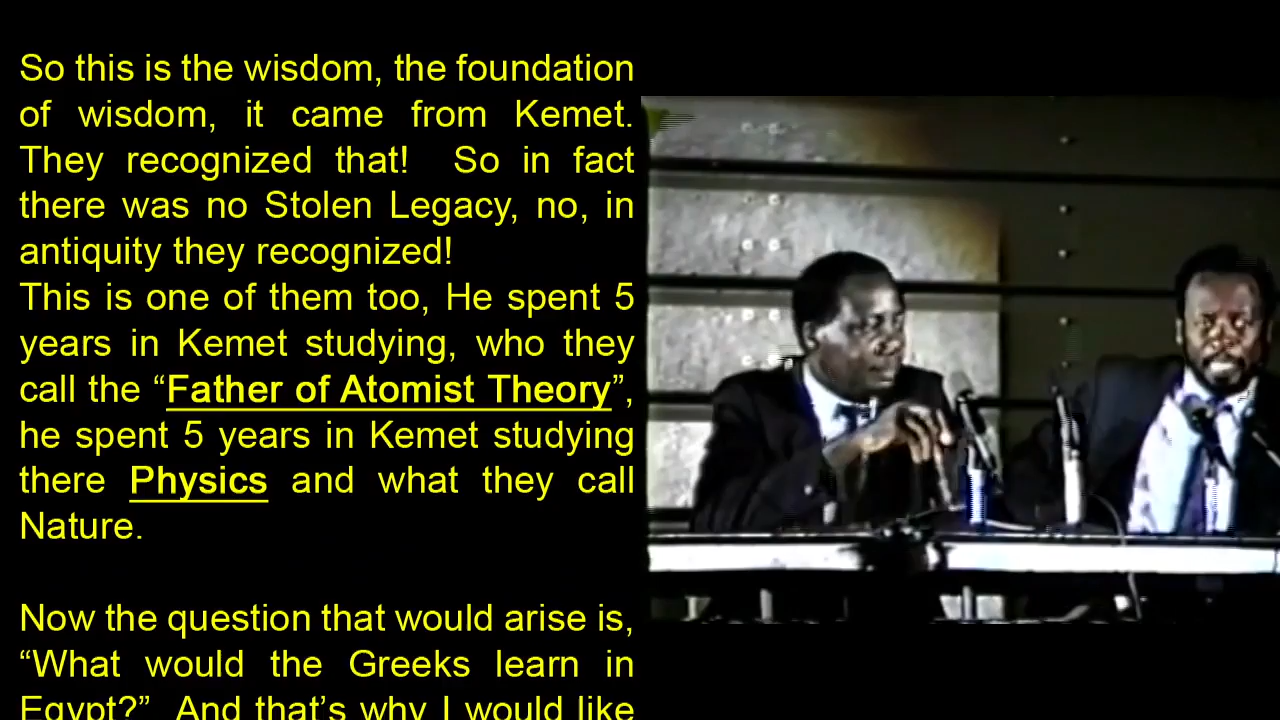 So this is the wisdom, the foundation
of wisdom, it came from Kemet.
They recognized that!  So in fact
there was no Stolen Legacy, no, in
antiquity they recognized!
This is one of them too, He spent 5
years in Kemet studying, who they
call the “Father of Atomist Theory”,
he spent 5 years in Kemet studying
there Physics and what they call
Nature.
Now the question that would arise is,
“What would the Greeks learn in
Egypt?”  And that’s why I would like